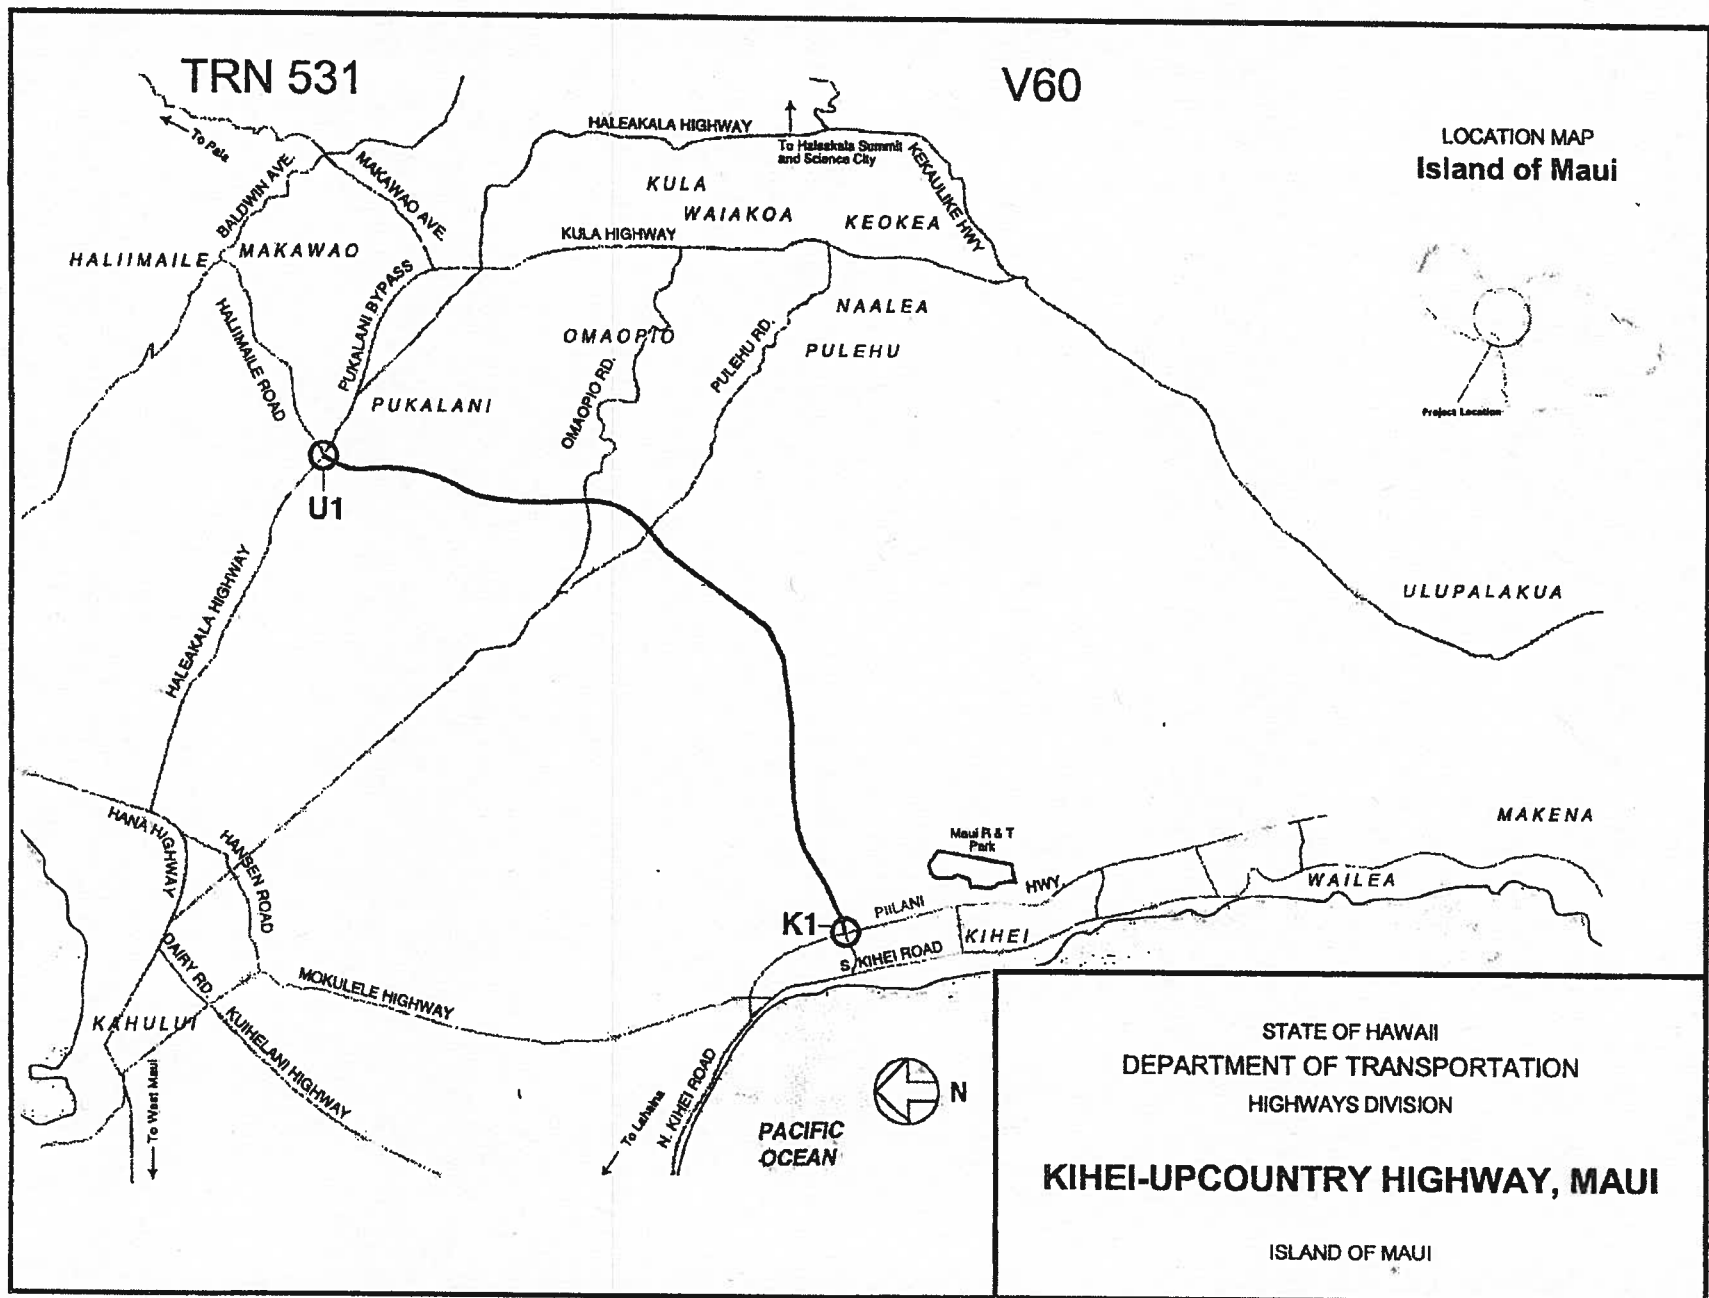 TRN 531
V60
LOCATION MAP
Island of Maui
To Paia
HALEAKALA HIGHWAY
To Haleakala Summit
and Science City
BALDWIN AVE.
MAKAWAO AVE.
KEKAULIKE HWY
KULA
WAIAKOA
KEOKEA
KULA HIGHWAY
HALIIMAILE
MAKAWAO
PUKALANI BYPASS
HALIIMAILE ROAD
NAALEA
OMAOPIO
PULEHU
PULEHU RD.
OMAOPIO RD.
PUKALANI
Project Location
U1
HALEAKALA HIGHWAY
ULUPALAKUA
HANA HIGHWAY
HANSEN ROAD
MAKENA
Maui R & T
Park
WAILEA
PIILANI
HWY.
K1
KIHEI
S. KIHEI ROAD
DAIRY RD.
MOKULELE HIGHWAY
KAHULUI
KUIHELANI HIGHWAY
To West Maui
To Lahaina
N. KIHEI ROAD
PACIFIC
OCEAN
N
STATE OF HAWAII
DEPARTMENT OF TRANSPORTATION
HIGHWAYS DIVISION
KIHEI-UPCOUNTRY HIGHWAY, MAUI
ISLAND OF MAUI